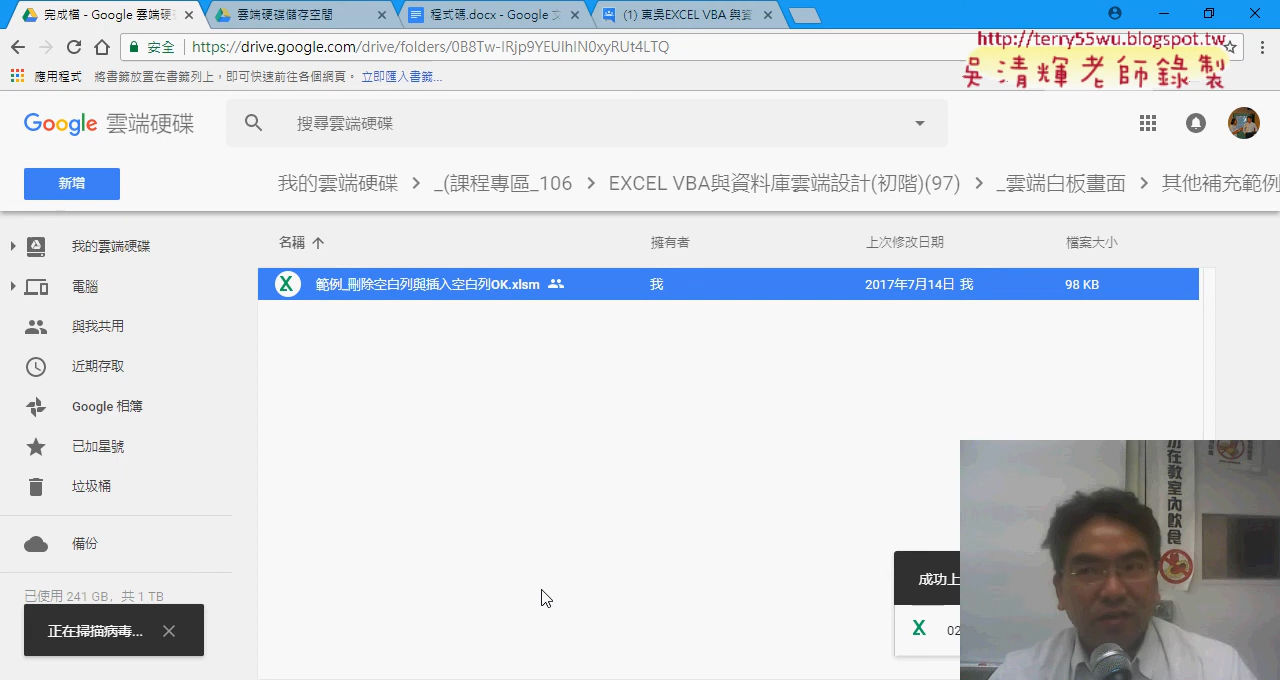 完成檔 - Google 雲端硬碟
雲端硬碟儲存空間
程式碼.docx - Google 文
(1) 東吳EXCEL VBA 與資
安全
https://drive.google.com/drive/folders/0B8Tw-IRjp9YEUIhIN0xyRUt4LTQ
http://terry55wu.blogspot.tw
吳清輝老師錄製
應用程式
將書籤放置在書籤列上，即可快速前往各個網頁。
立即匯入書籤...
Google 雲端硬碟
搜尋雲端硬碟
新增
我的雲端硬碟
_(課程專區_106
EXCEL VBA與資料庫雲端設計(初階)(97)
_雲端白板畫面
其他補充範例
名稱
擁有者
上次修改日期
檔案大小
範例_刪除空白列與插入空白列OK.xlsm
我
2017年7月14日 我
98 KB
我的雲端硬碟
電腦
與我共用
近期存取
Google 相簿
已加星號
垃圾桶
備份
已使用 241 GB，共 1 TB
正在掃描病毒...
成功上
02
勿在教室內飲食